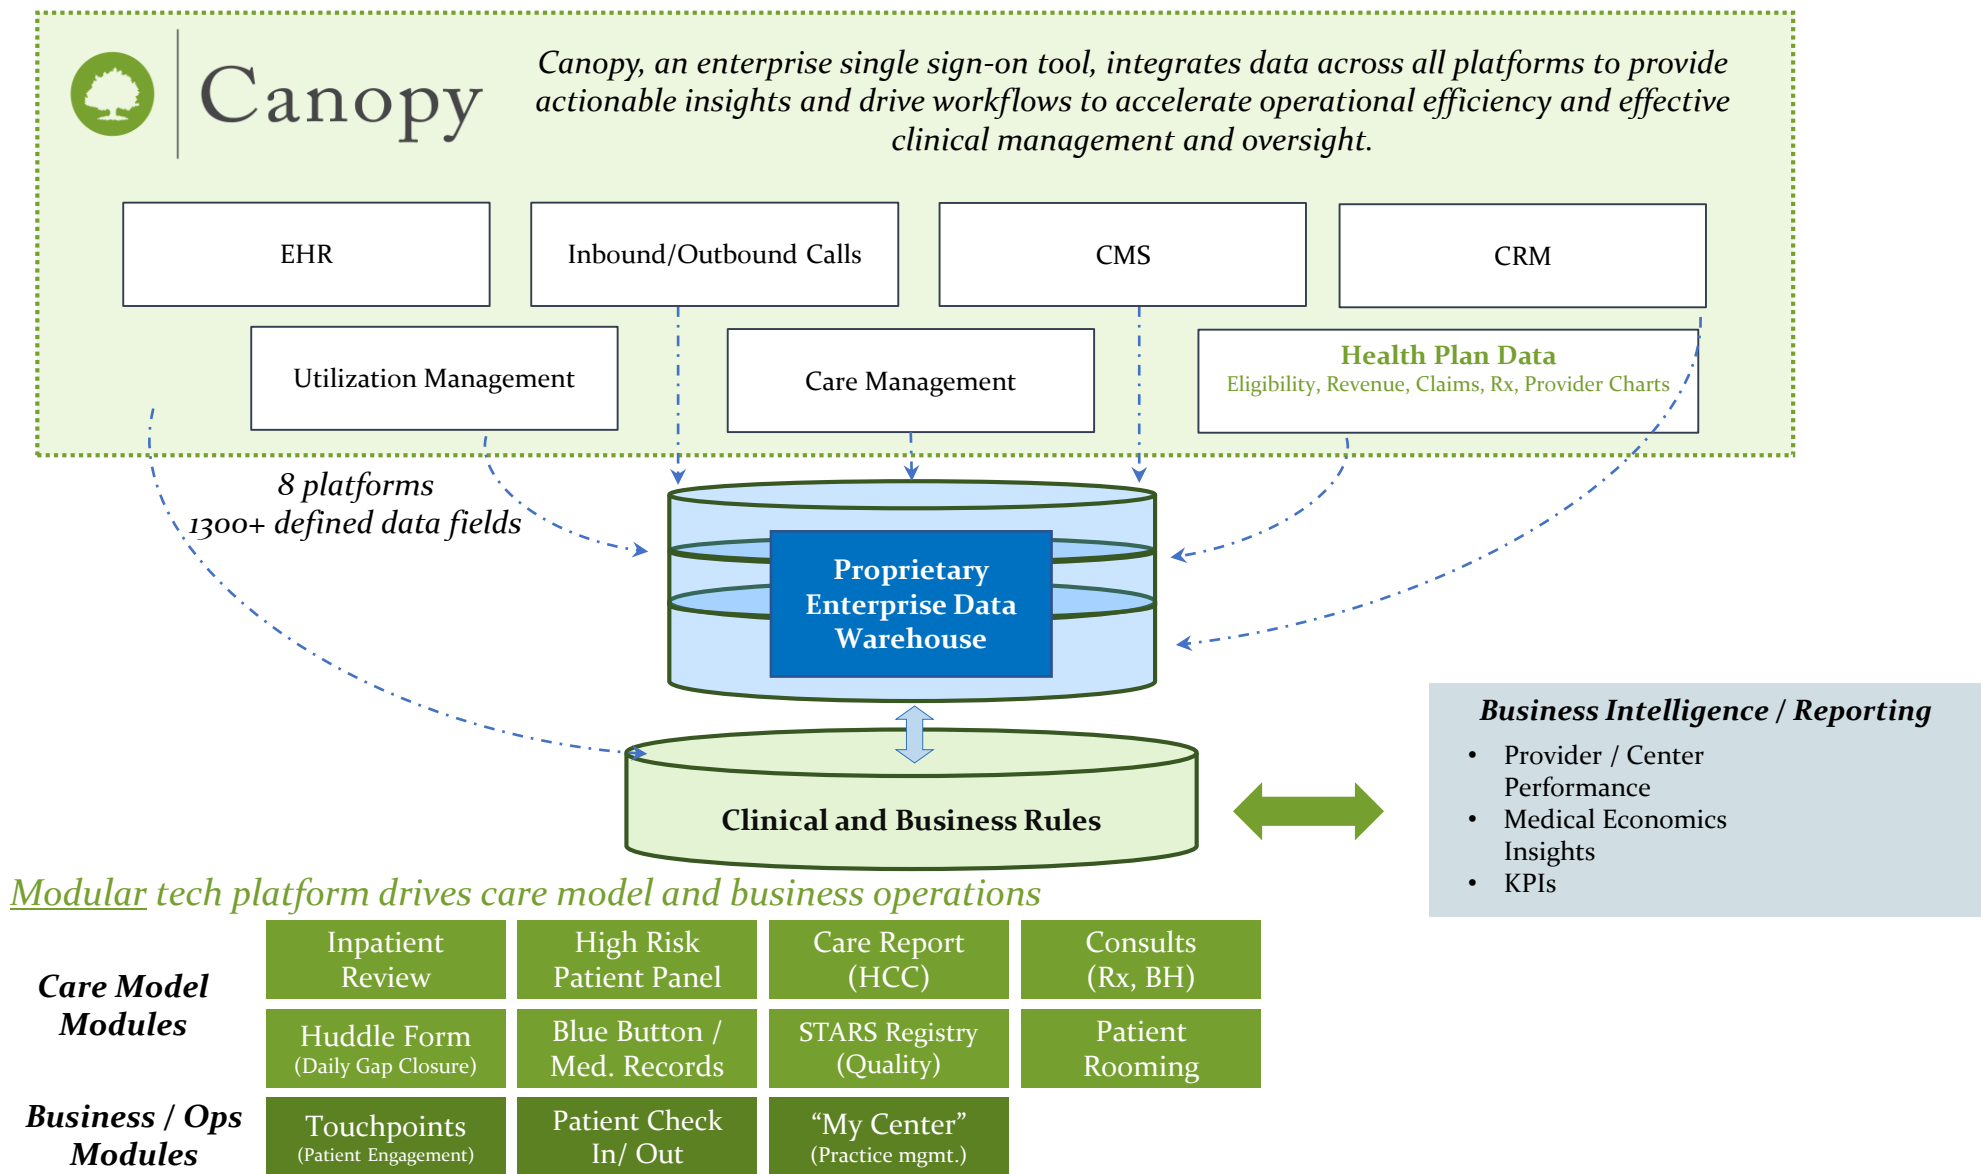 Canopy
Canopy, an enterprise single sign-on tool, integrates data across all platforms to provide
actionable insights and drive workflows to accelerate operational efficiency and effective
clinical management and oversight.
EHR
Inbound/Outbound Calls
CMS
CRM
Utilization Management
Care Management
Health Plan Data
Eligibility, Revenue, Claims, Rx, Provider Charts
8 platforms
1300+ defined data fields
Proprietary
Enterprise Data
Warehouse
Clinical and Business Rules
Business Intelligence / Reporting
• Provider / Center
Performance
• Medical Economics
Insights
• KPIs
Modular tech platform drives care model and business operations
Care Model
Modules
Inpatient
Review
High Risk
Patient Panel
Care Report
(HCC)
Consults
(Rx, BH)
Huddle Form
(Daily Gap Closure)
Blue Button /
Med. Records
STARS Registry
(Quality)
Patient
Rooming
Business / Ops
Modules
Touchpoints
(Patient Engagement)
Patient Check
In/ Out
“My Center”
(Practice mgmt.)